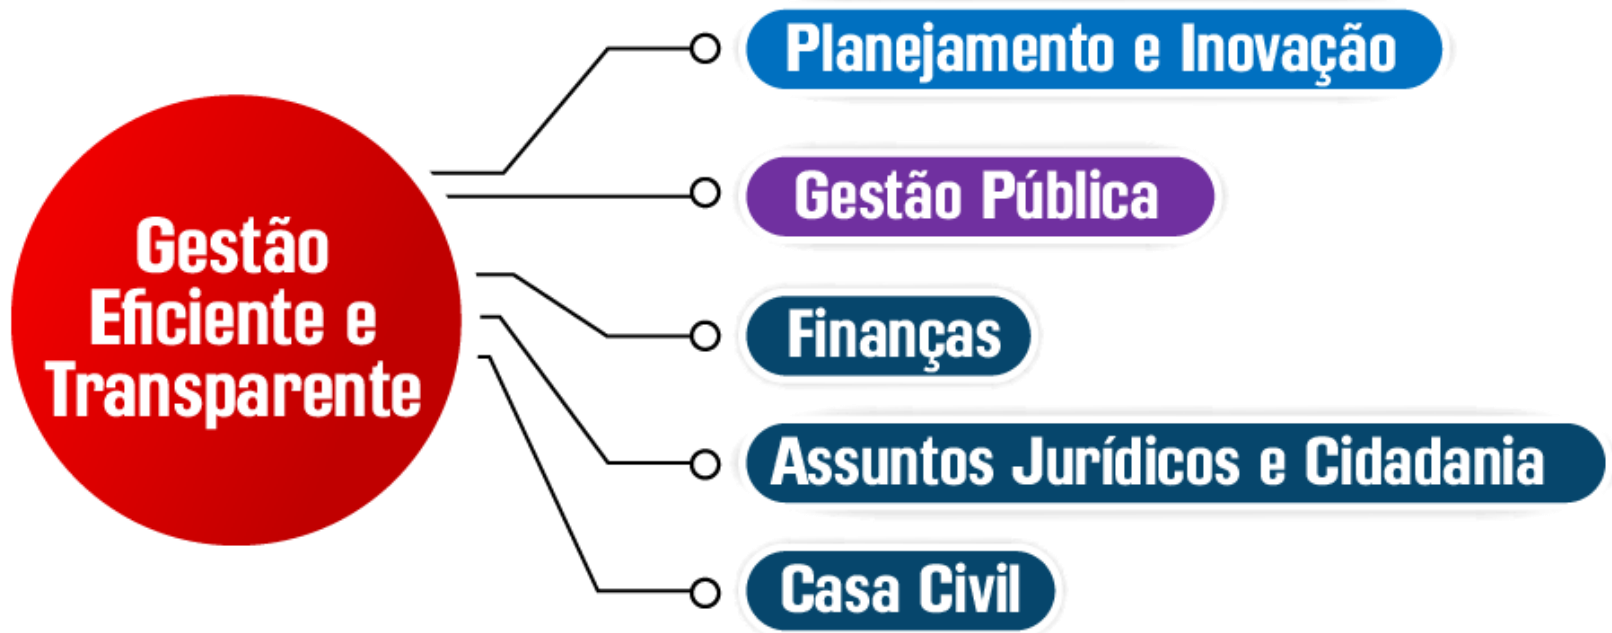 Gestão
Eficiente e
Transparente
Planejamento e Inovação
Gestão Pública
Finanças
Assuntos Jurídicos e Cidadania
Casa Civil